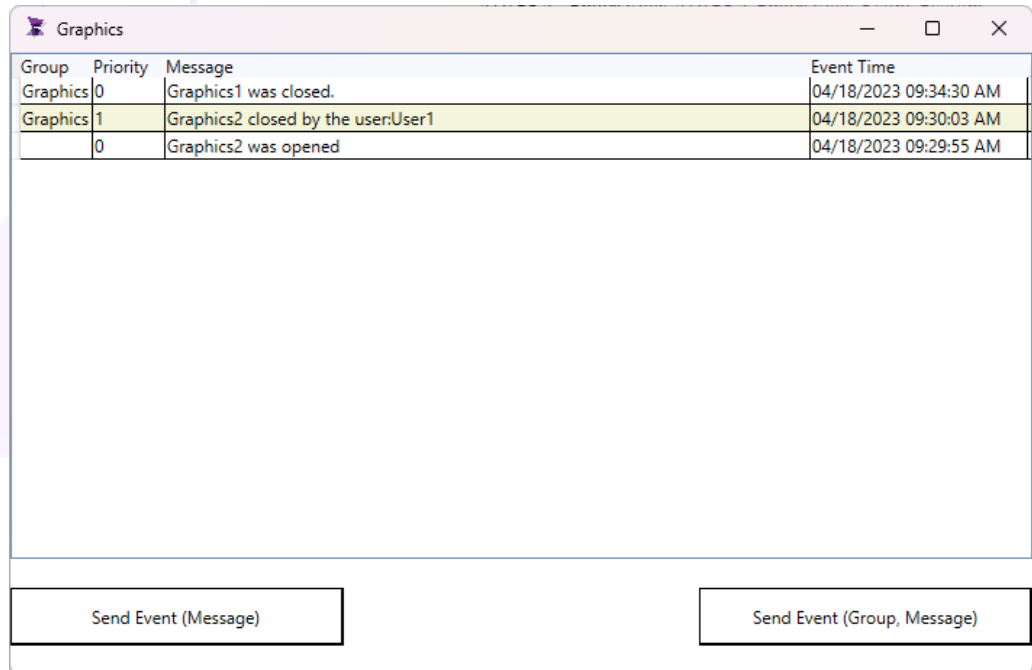 Graphics
Group Priority Message Event Time
Graphics 0 Graphics1 was closed. 04/18/2023 09:34:30 AM
Graphics 1 Graphics2 closed by the user:User1 04/18/2023 09:30:03 AM
0 Graphics2 was opened 04/18/2023 09:29:55 AM
Send Event (Message) Send Event (Group, Message)